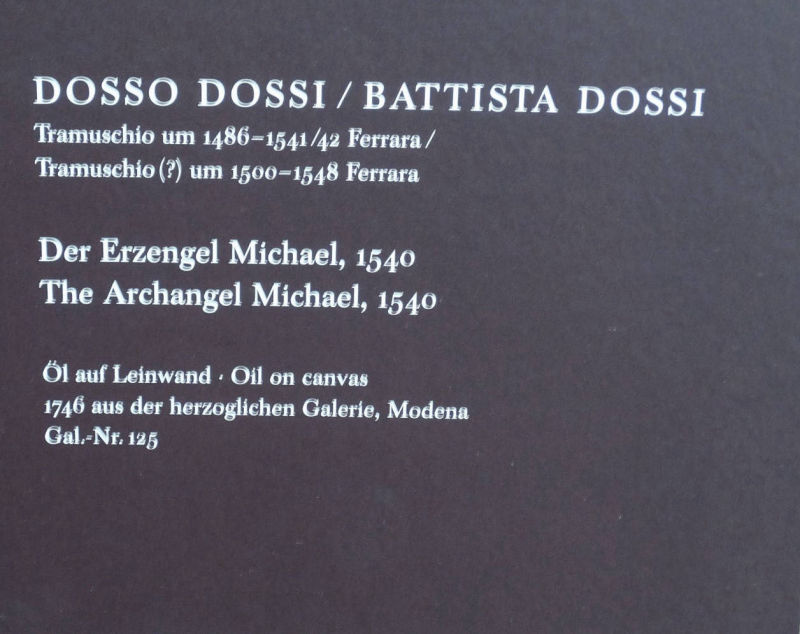 DOSSO DOSSI / BATTISTA DOSSI
Tramuschio um 1486–1541/42 Ferrara /
Tramuschio (?) um 1500–1548 Ferrara
Der Erzengel Michael, 1540
The Archangel Michael, 1540
Öl auf Leinwand · Oil on canvas
1746 aus der herzoglichen Galerie, Modena
Gal.-Nr. 125